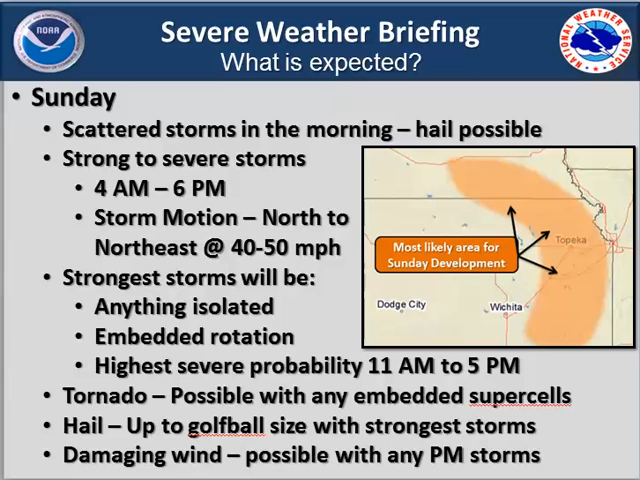 NOAA
Severe Weather Briefing
What is expected?
NATIONAL WEATHER SERVICE
• Sunday
• Scattered storms in the morning – hail possible
• Strong to severe storms
• 4 AM – 6 PM
• Storm Motion – North to
Northeast @ 40-50 mph
• Strongest storms will be:
• Anything isolated
• Embedded rotation
• Highest severe probability 11 AM to 5 PM
• Tornado – Possible with any embedded supercells
• Hail – Up to golfball size with strongest storms
• Damaging wind – possible with any PM storms
Topeka
Most likely area for
Sunday Development
Dodge City
Wichita